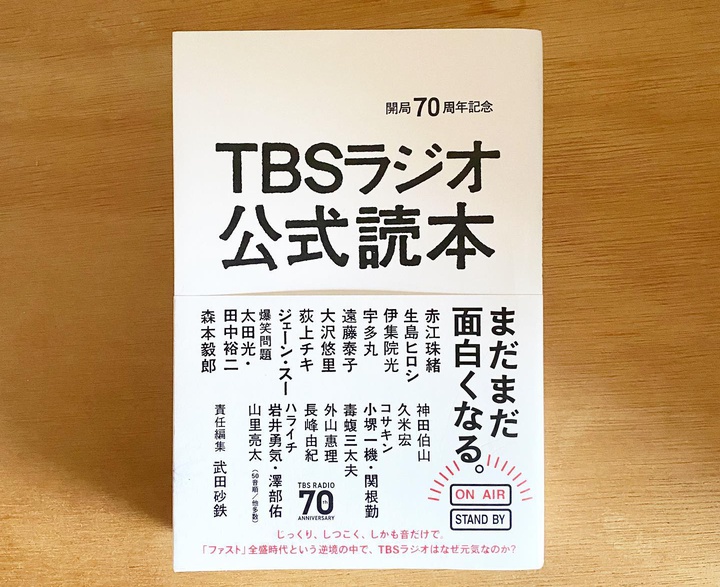 開局70周年記念
TBSラジオ
公式読本
まだまだ
面白くなる。
赤江珠緒
生島ヒロシ
伊集院光
宇多丸
遠藤泰子
大沢悠里
荻上チキ
ジェーン・スー
爆笑問題
太田光・
田中裕二
森本毅郎
神田伯山
久米宏
コサキン
小堺一機・関根勤
毒蝮三太夫
外山惠理
長峰由紀
ハライチ
岩井勇気・澤部佑
山里亮太
(50音順/他多数)
責任編集 武田砂鉄
ON AIR
STAND BY
TBS RADIO
70th
ANNIVERSARY
じっくり、しつこく、しかも音だけで。
「ファスト」全盛時代という逆境の中で、TBSラジオはなぜ元気なのか?